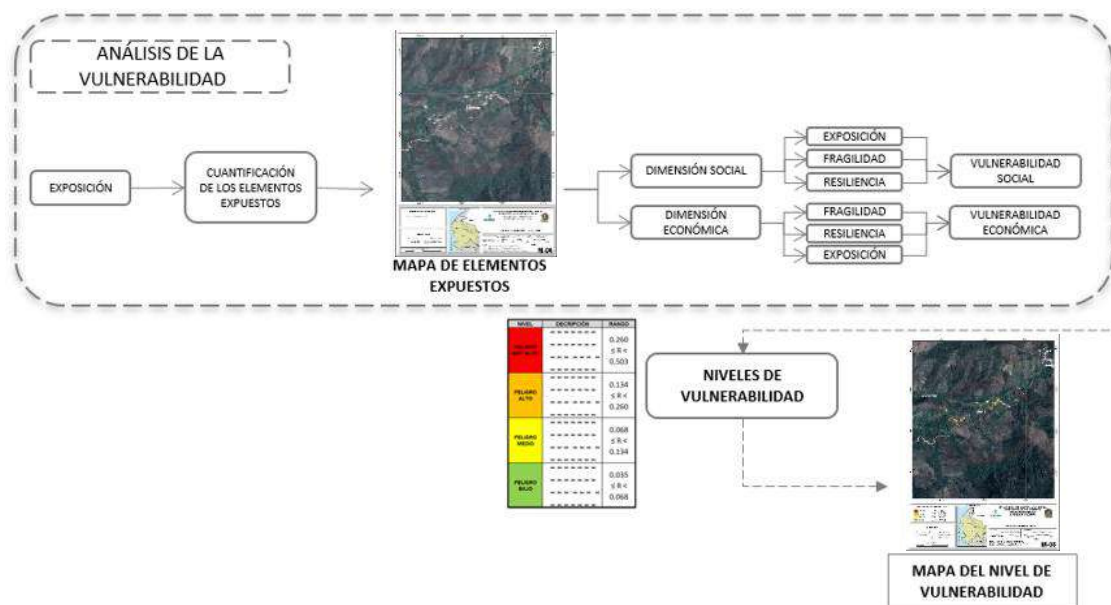 ANÁLISIS DE LA
VULNERABILIDAD
EXPOSICIÓN
CUANTIFICACIÓN
DE LOS ELEMENTOS
EXPUESTOS
MAPA DE ELEMENTOS
EXPUESTOS
DIMENSIÓN SOCIAL
EXPOSICIÓN
FRAGILIDAD
RESILIENCIA
VULNERABILIDAD
SOCIAL
DIMENSIÓN
ECONÓMICA
FRAGILIDAD
RESILIENCIA
EXPOSICIÓN
VULNERABILIDAD
ECONÓMICA
NIVEL DECRIPCIÓN RANGO
0.260
≤ R <
0.503
PELIGRO
ALTO
0.134
≤ R <
0.260
PELIGRO
MEDIO
0.068
≤ R <
0.134
PELIGRO
BAJO
0.035
≤ R <
0.068
NIVELES DE
VULNERABILIDAD
MAPA DEL NIVEL DE
VULNERABILIDAD